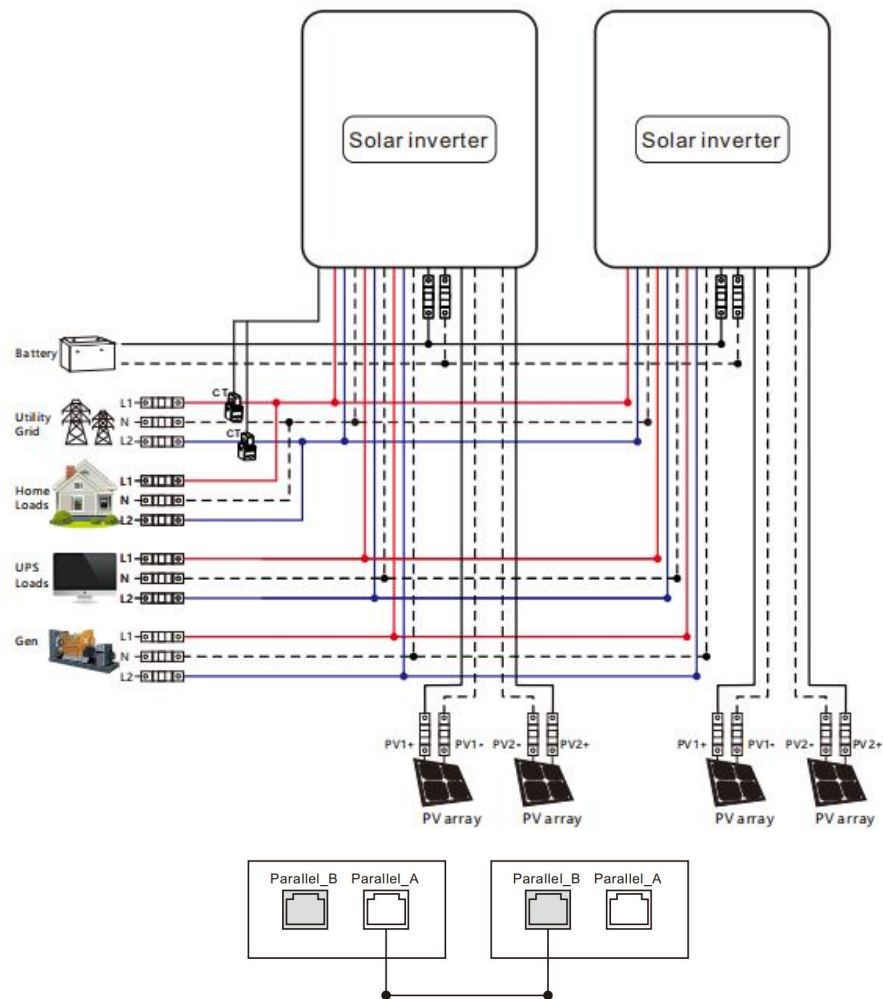 Solar inverter
Solar inverter
Battery
CT
CT
Utility
Grid
L1
N
L2
Home
Loads
L1
N
L2
UPS
Loads
L1
N
L2
Gen
L1
N
L2
PV1+
PV1-
PV2-
PV2+
PV1+
PV1-
PV2-
PV2+
PV array
PV array
PV array
PV array
Parallel_B
Parallel_A
Parallel_B
Parallel_A